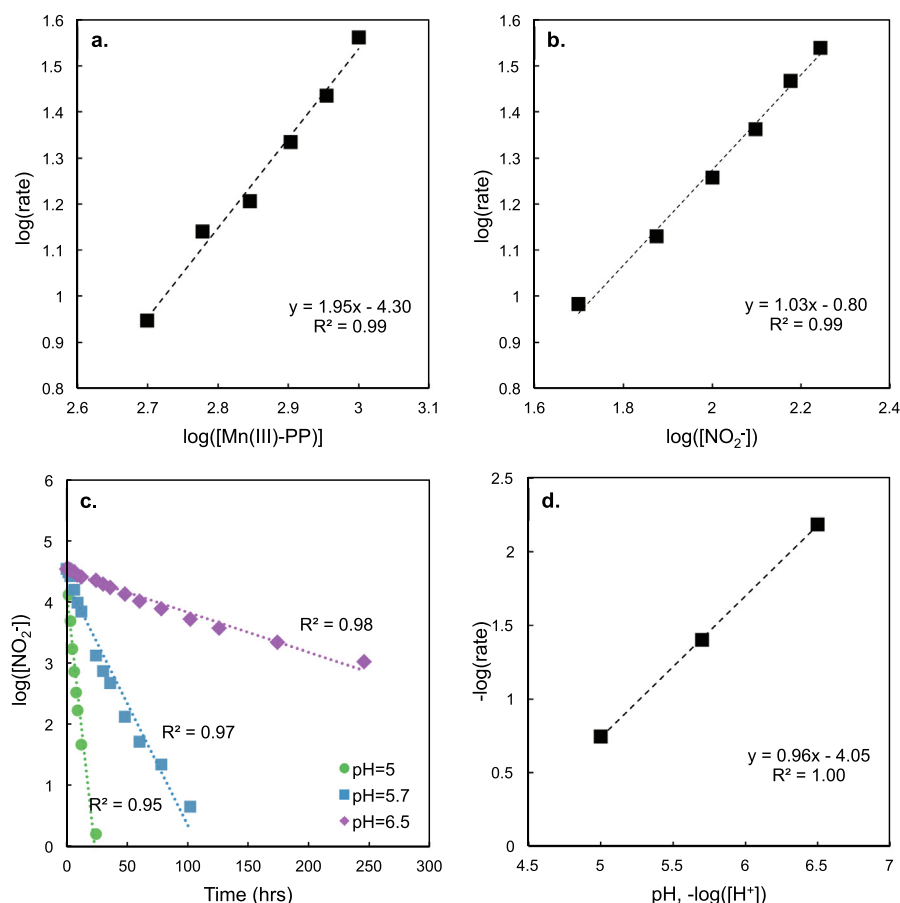 a.
log(rate)
1.6
1.5
1.4
1.3
1.2
1.1
1
0.9
0.8
y = 1.95x - 4.30
R² = 0.99
2.6 2.7 2.8 2.9 3 3.1
log([Mn(III)-PP)]
b.
log(rate)
1.6
1.5
1.4
1.3
1.2
1.1
1
0.9
0.8
y = 1.03x - 0.80
R² = 0.99
1.6 1.8 2 2.2 2.4
log([NO₂⁻])
c.
log([NO₂⁻])
6
5
4
3
2
1
0
R² = 0.98
R² = 0.97
R² = 0.95
pH=5
pH=5.7
pH=6.5
0 50 100 150 200 250 300
Time (hrs)
d.
-log(rate)
2.5
2
1.5
1
0.5
0
y = 0.96x - 4.05
R² = 1.00
4.5 5 5.5 6 6.5 7
pH, -log([H⁺])